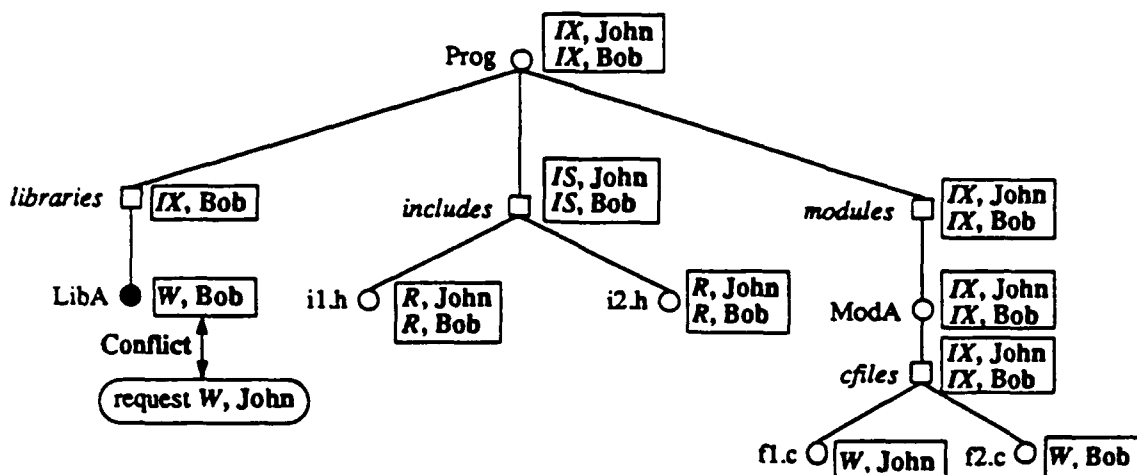 Prog
IX, John
IX, Bob
libraries
IX, Bob
includes
IS, John
IS, Bob
modules
IX, John
IX, Bob
LibA
W, Bob
i1.h
R, John
R, Bob
i2.h
R, John
R, Bob
ModA
IX, John
IX, Bob
Conflict
request W, John
cfiles
IX, John
IX, Bob
f1.c
W, John
f2.c
W, Bob